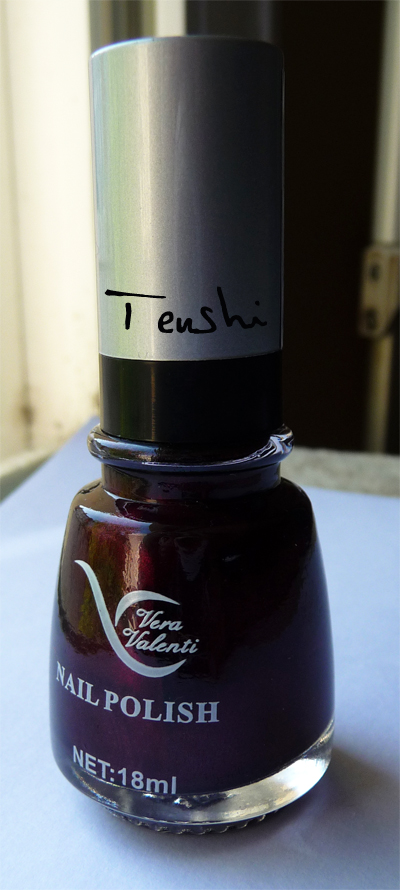 Tenshi
Vera
Valenti
NAIL POLISH
NET:18ml